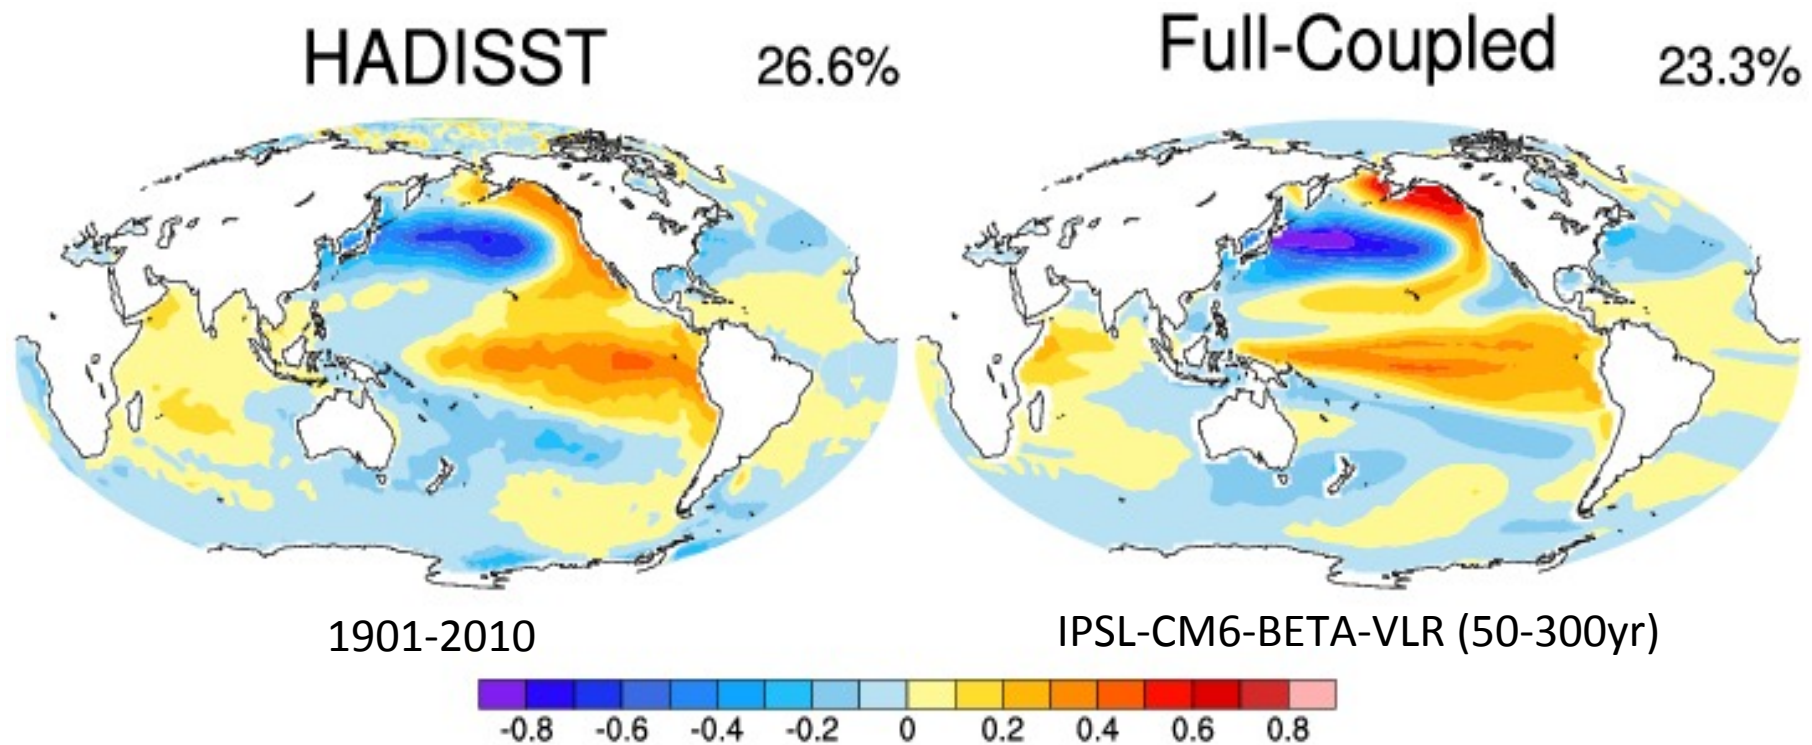 HADISST 26.6%
Full-Coupled 23.3%
1901-2010
IPSL-CM6-BETA-VLR (50-300yr)
-0.8 -0.6 -0.4 -0.2 0 0.2 0.4 0.6 0.8